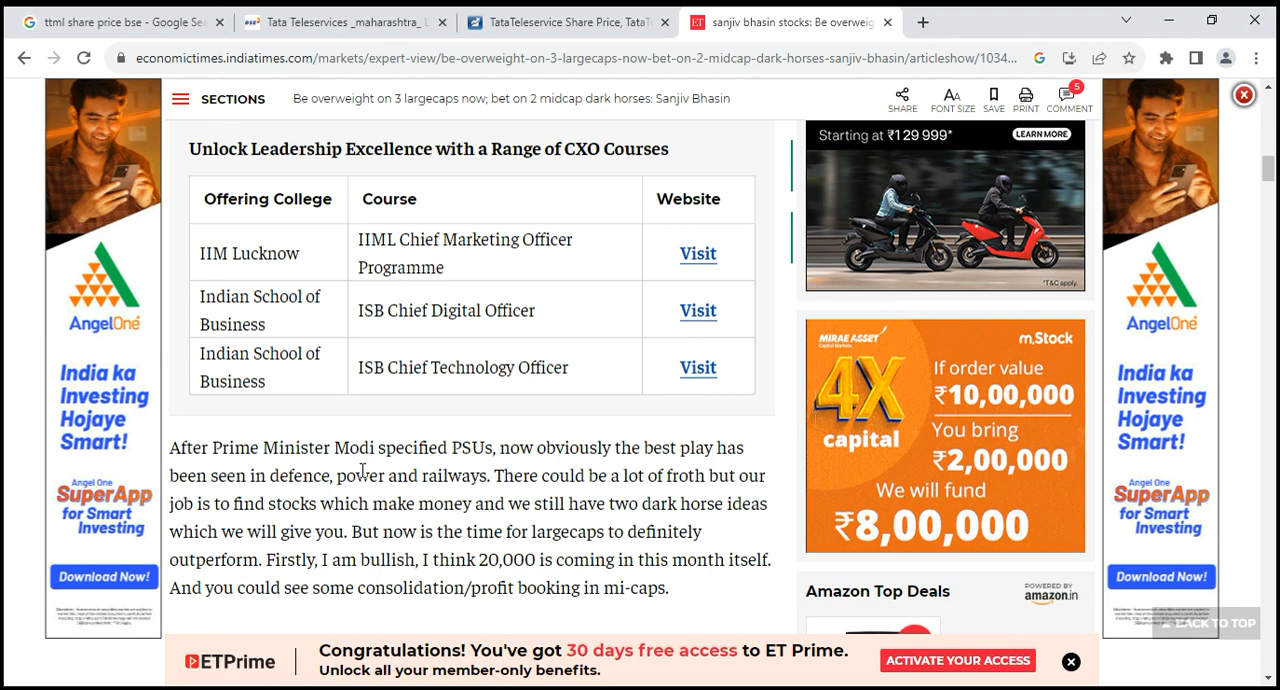 ttml share price bse - Google Sea
Tata Teleservices _maharashtra_ L
TataTeleservice Share Price, TataT
sanjiv bhasin stocks: Be overweig
economictimes.indiatimes.com/markets/expert-view/be-overweight-on-3-largecaps-now-bet-on-2-midcap-dark-horses-sanjiv-bhasin/articleshow/1034...
SECTIONS
Be overweight on 3 largecaps now; bet on 2 midcap dark horses: Sanjiv Bhasin
SHARE
FONT SIZE
SAVE
PRINT
5
COMMENT
Unlock Leadership Excellence with a Range of CXO Courses
Offering College Course Website
IIM Lucknow IIML Chief Marketing Officer Programme Visit
Indian School of Business ISB Chief Digital Officer Visit
Indian School of Business ISB Chief Technology Officer Visit
After Prime Minister Modi specified PSUs, now obviously the best play has
been seen in defence, power and railways. There could be a lot of froth but our
job is to find stocks which make money and we still have two dark horse ideas
which we will give you. But now is the time for largecaps to definitely
outperform. Firstly, I am bullish, I think 20,000 is coming in this month itself.
And you could see some consolidation/profit booking in mi-caps.
Starting at ₹129 999*
LEARN MORE
*T&C apply.
MIRAE ASSET
Capital Markets
m.Stock
4X
capital
If order value
₹10,00,000
You bring
₹2,00,000
We will fund
₹8,00,000
Amazon Top Deals
POWERED BY
amazon.in
AngelOne
India ka
Investing
Hojaye
Smart!
Angel One
SuperApp
for Smart
Investing
Download Now!
AngelOne
India ka
Investing
Hojaye
Smart!
Angel One
SuperApp
for Smart
Investing
Download Now!
BACK TO TOP
ETPrime
Congratulations! You've got 30 days free access to ET Prime.
Unlock all your member-only benefits.
ACTIVATE YOUR ACCESS